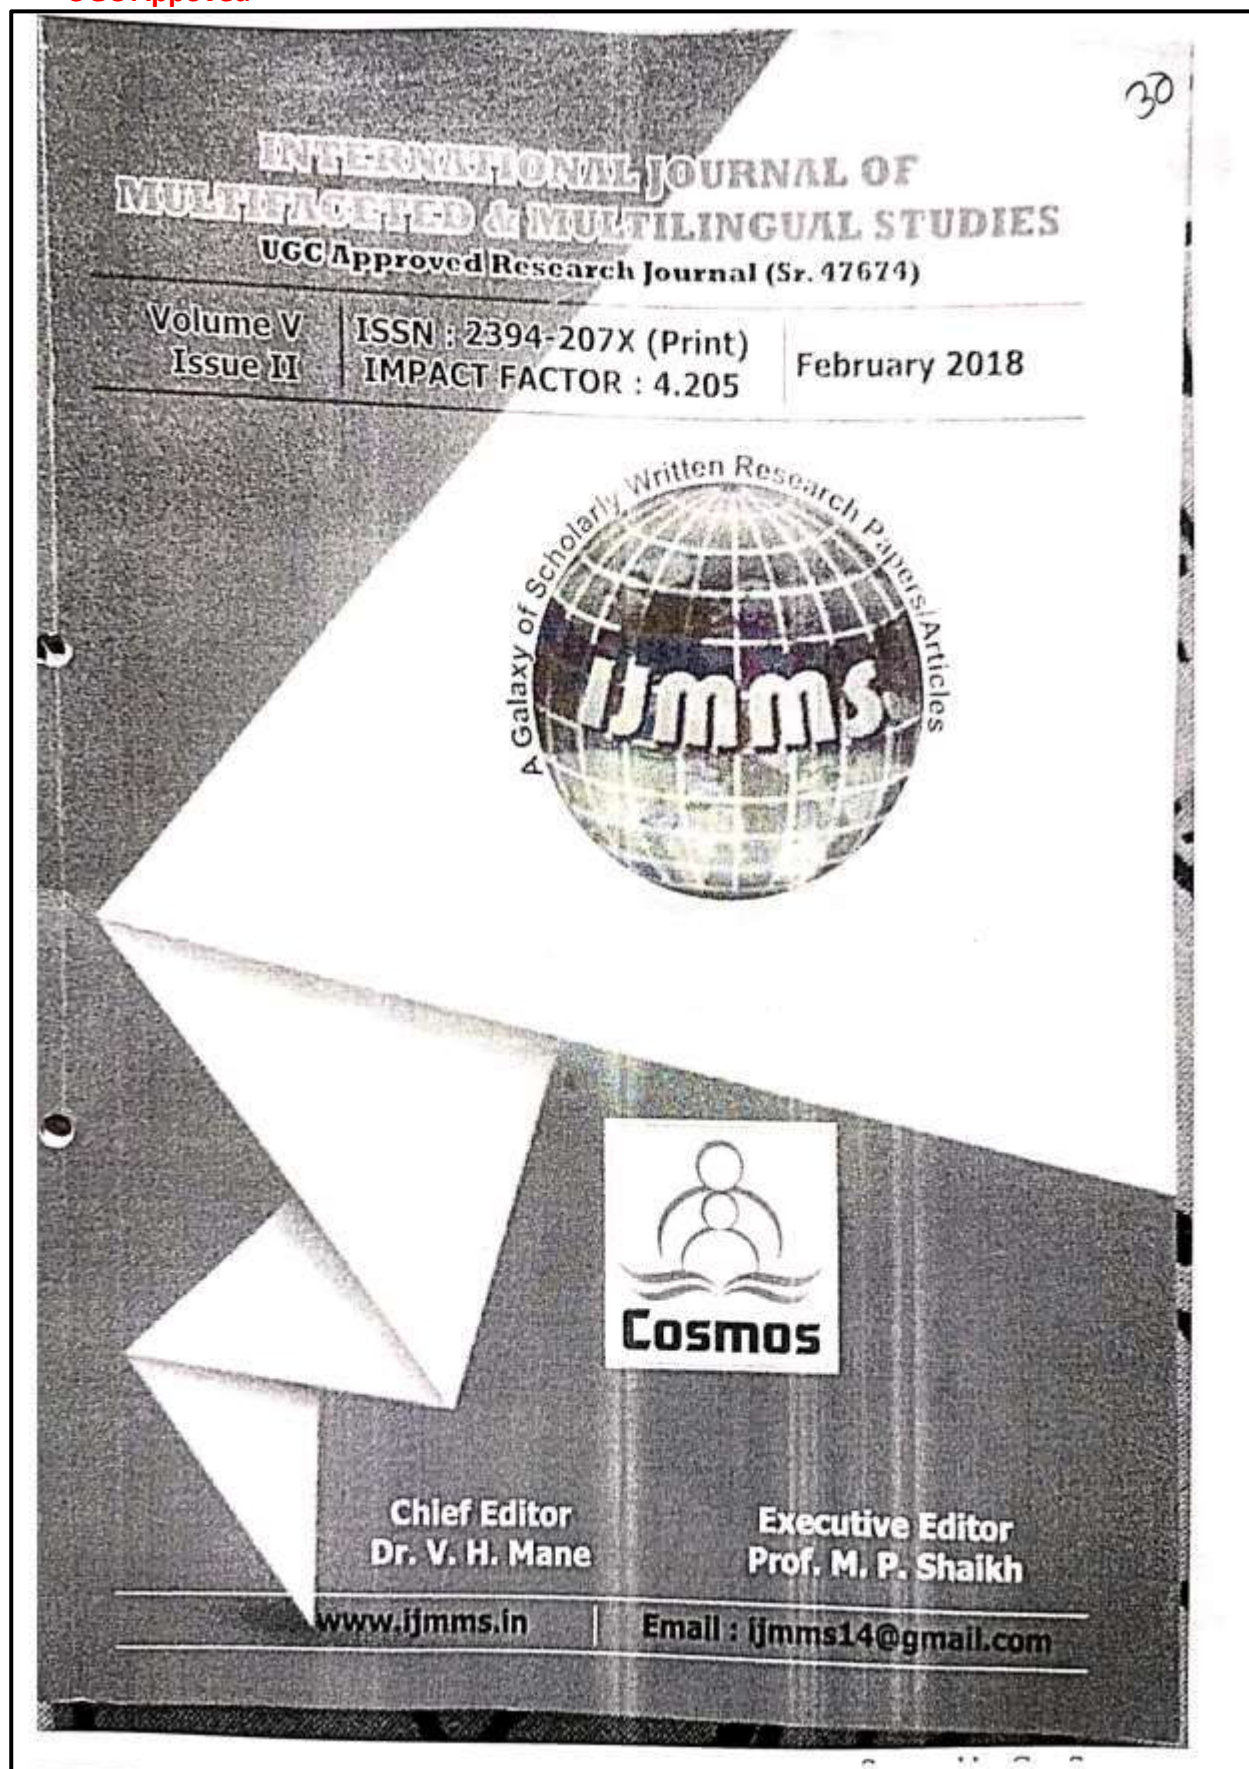 30
INTERNATIONAL JOURNAL OF
MULTIFACETED & MULTILINGUAL STUDIES
UGC Approved Research Journal (Sr. 47674)
Volume V
Issue II
ISSN : 2394-207X (Print)
IMPACT FACTOR : 4.205
February 2018
A Galaxy of Scholarly Written Research Papers/Articles
IJMMS
Cosmos
Chief Editor
Dr. V. H. Mane
Executive Editor
Prof. M. P. Shaikh
www.ijmms.in
Email : ijmms14@gmail.com